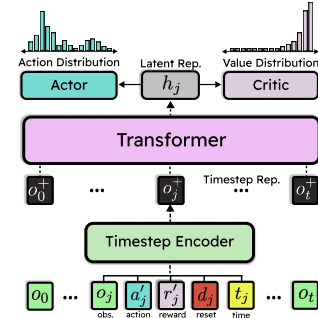 Action Distribution
Latent Rep.
Value Distribution
Actor
h_j
Critic
Transformer
o_0^+
...
o_j^+
Timestep Rep.
...
o_t^+
Timestep Encoder
o_0
...
o_j
a'_j
r'_j
d_j
t_j
...
o_t
obs.
action
reward
reset
time